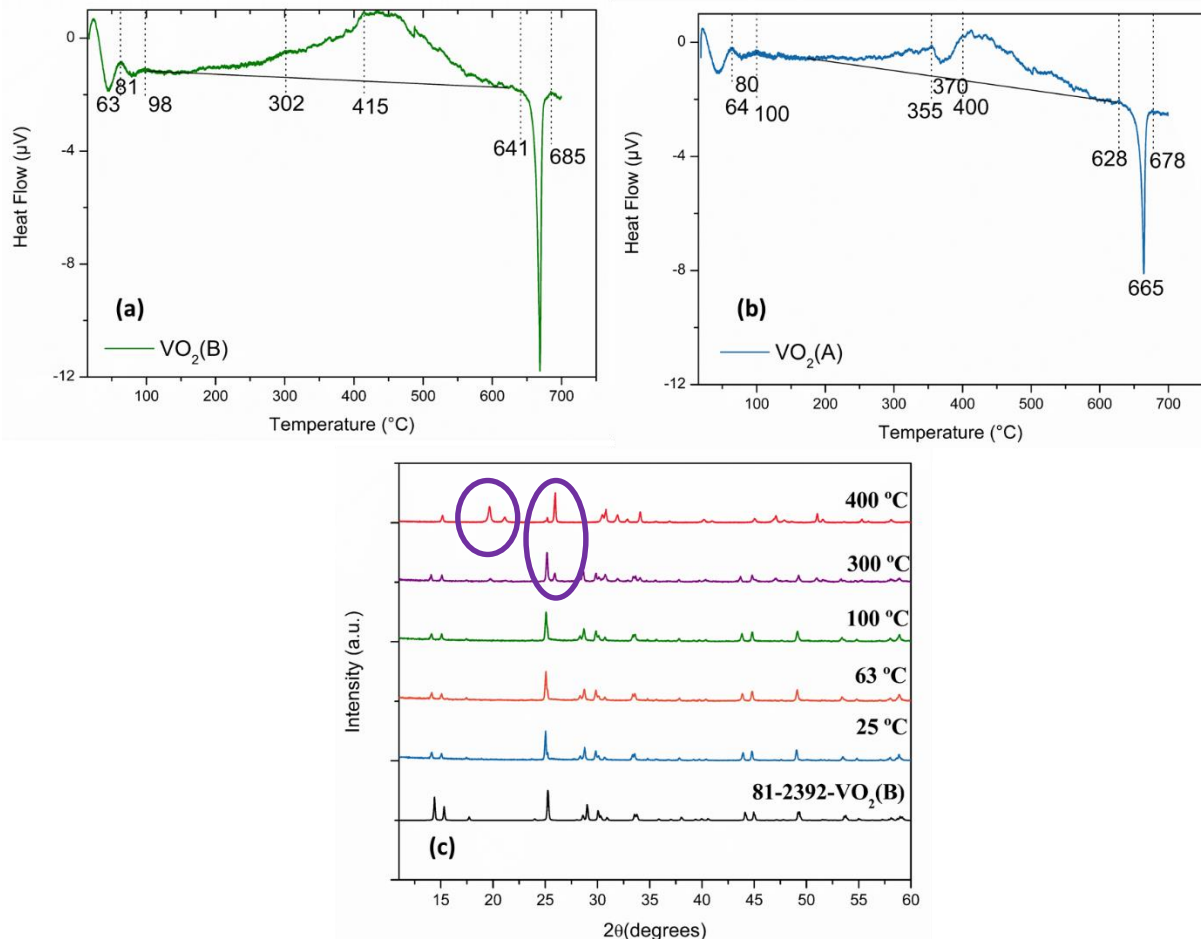 0
-4
-8
-12
Heat Flow (µV)
63
81
98
302
415
641
685
(a)
VO2(B)
100
200
300
400
500
600
700
Temperature (°C)
0
-4
-8
-12
Heat Flow (µV)
80
64
100
370
355
400
628
678
665
(b)
VO2(A)
100
200
300
400
500
600
700
Temperature (°C)
Intensity (a.u.)
400 ºC
300 ºC
100 ºC
63 ºC
25 ºC
81-2392-VO2(B)
(c)
15
20
25
30
35
40
45
50
55
60
2θ(degrees)